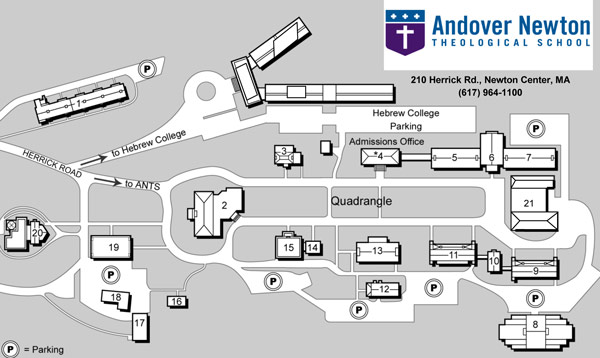 Andover Newton
THEOLOGICAL SCHOOL
210 Herrick Rd., Newton Center, MA
(617) 964-1100
P
1
Hebrew College
Parking
P
to Hebrew College
HERRICK ROAD
to ANTS
Admissions Office
3
*4
5
6
7
2
Quadrangle
21
20
19
15
14
13
11
10
9
P
18
16
17
P
12
P
P
P
8
P = Parking